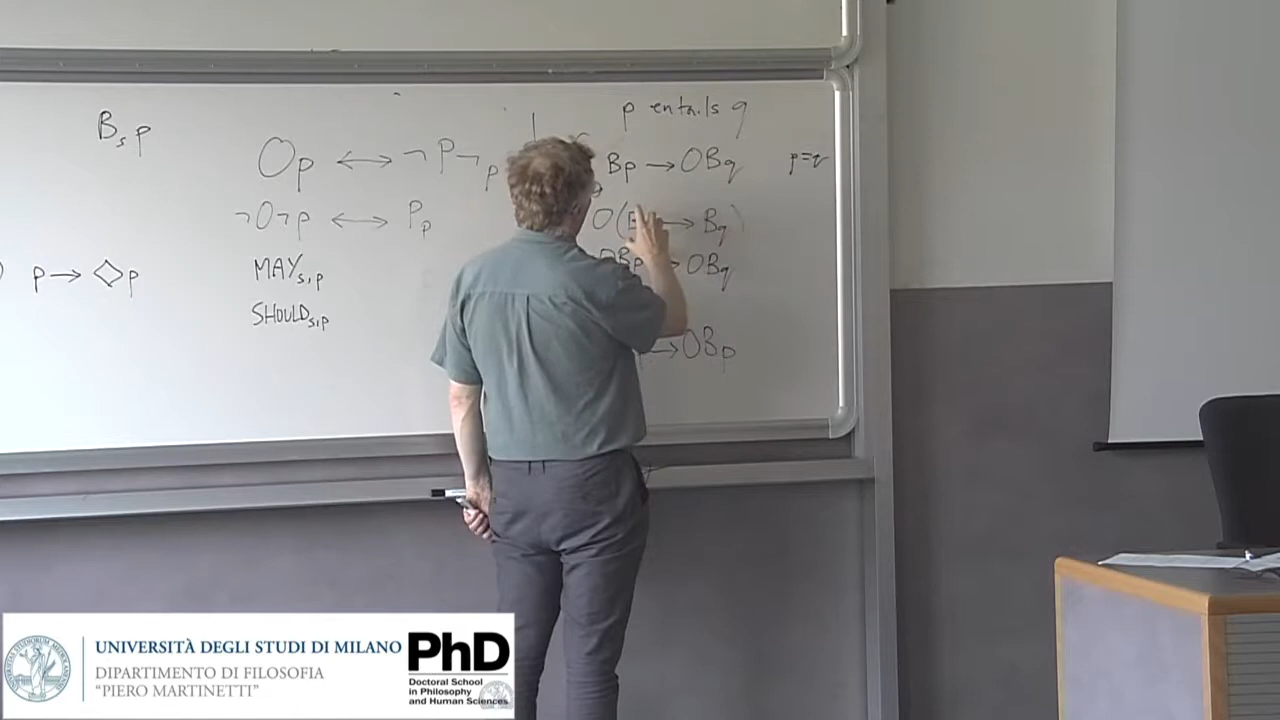 B_s p
p → ◇p
Op ↔ ¬P¬p
¬O¬p ↔ Pp
MAY_s,p
SHOULD_s,p
p entails q
Bp → OBq
p=q
O(B → Bq)
OBp → OBq
→ OBp
UNIVERSITÀ DEGLI STUDI DI MILANO
DIPARTIMENTO DI FILOSOFIA
"PIERO MARTINETTI"
PhD
Doctoral School
in Philosophy
and Human Sciences